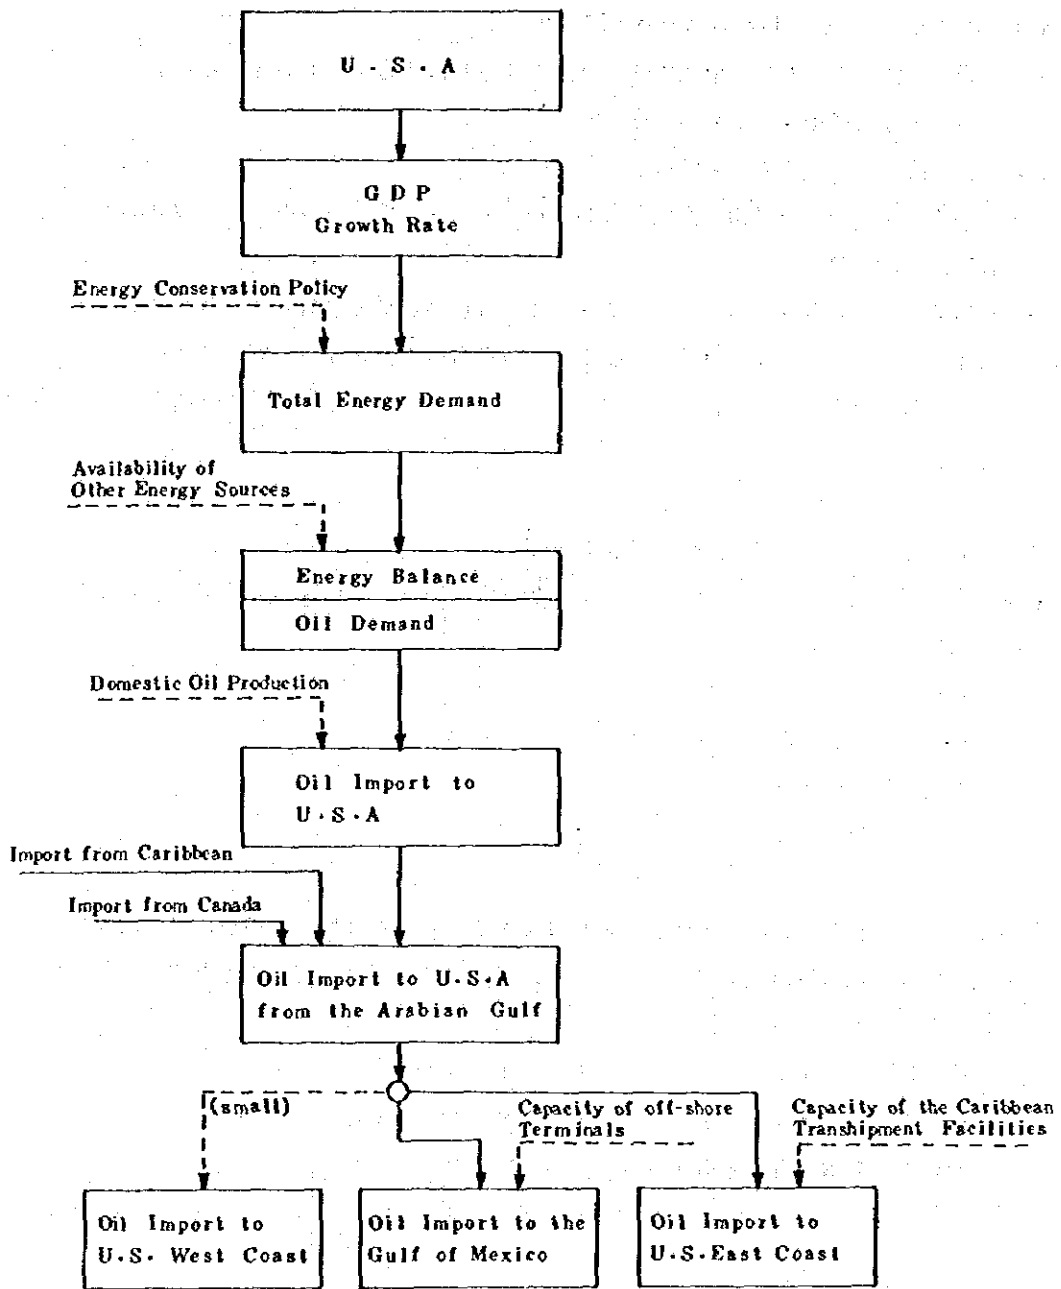 U.S.A
GDP
Growth Rate
Energy Conservation Policy
Total Energy Demand
Availability of
Other Energy Sources
Energy Balance
Oil Demand
Domestic Oil Production
Oil Import to
U.S.A
Import from Caribbean
Import from Canada
Oil Import to U.S.A
from the Arabian Gulf
(small)
Capacity of off-shore
Terminals
Capacity of the Caribbean
Transhipment Facilities
Oil Import to
U.S. West Coast
Oil Import to the
Gulf of Mexico
Oil Import to
U.S.East Coast